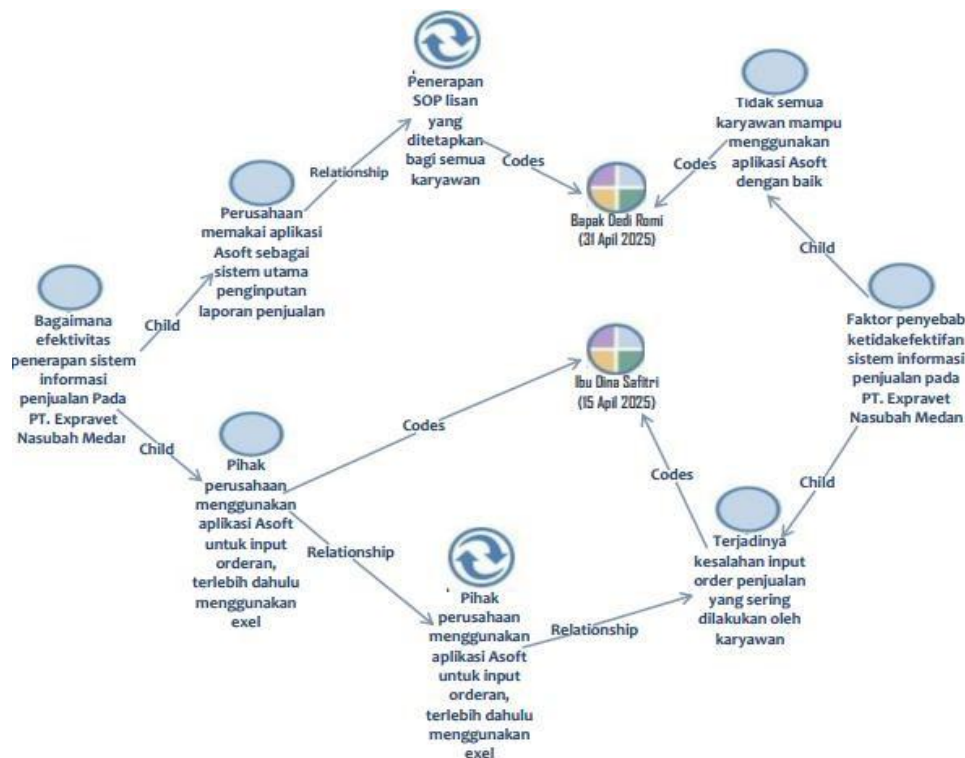 Penerapan
SOP lisan
yang
ditetapkan
bagi semua
karyawan
Tidak semua
karyawan mampu
menggunakan
aplikasi Asoft
dengan baik
Relationship
Codes
Codes
Bapak Dedi Romi
(31 Apil 2025)
Perusahaan
memakai aplikasi
Asoft sebagai
sistem utama
penginputan
laporan penjualan
Child
Child
Bagaimana
efektivitas
penerapan sistem
informasi
penjualan Pada
PT. Expravet
Nasubah Medar
Faktor penyebab
ketidakefektifan
sistem informasi
penjualan pada
PT. Expravet
Nasubah Medan
Ibu Dina Safitri
(15 Apil 2025)
Child
Codes
Codes
Child
Pihak
perusahaan
menggunakan
aplikasi Asoft
untuk input
orderan,
terlebih dahulu
menggunakan
exel
Relationship
Terjadinya
kesalahan input
order penjualan
yang sering
dilakukan oleh
karyawan
Pihak
perusahaan
menggunakan
aplikasi Asoft
untuk input
orderan,
terlebih dahulu
menggunakan
exel
Relationship